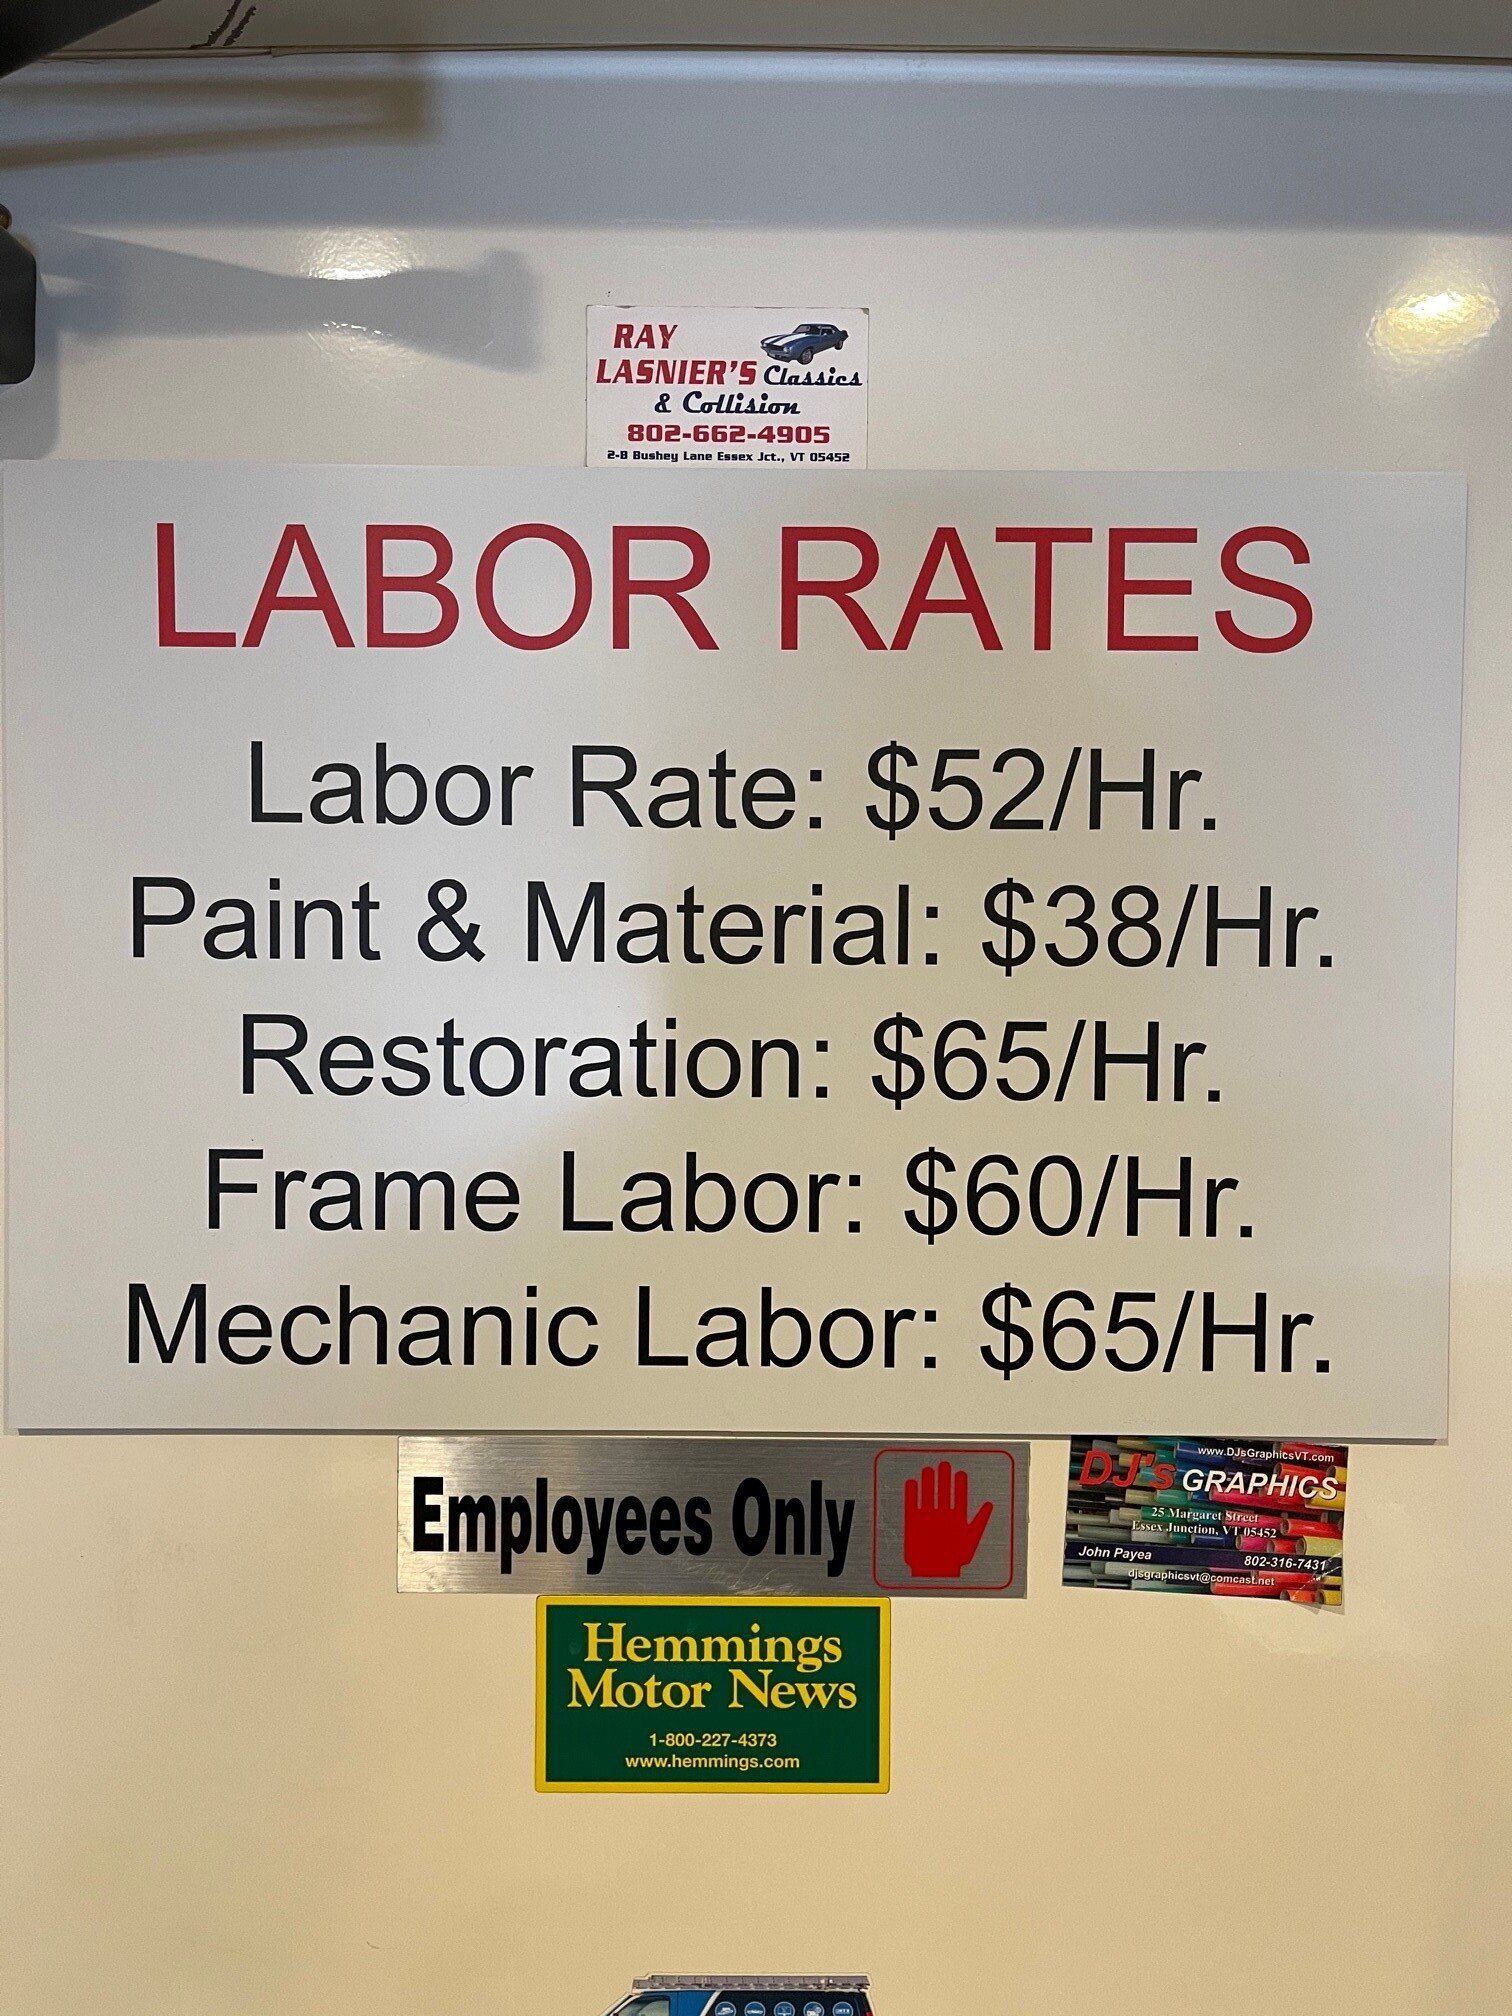 RAY
LASNIER'S Classics
& Collision
802-662-4905
2-B Bushey Lane Essex Jct., VT 05452
LABOR RATES
Labor Rate: $52/Hr.
Paint & Material: $38/Hr.
Restoration: $65/Hr.
Frame Labor: $60/Hr.
Mechanic Labor: $65/Hr.
Employees Only
www.DJsGraphicsVT.com
DJ's GRAPHICS
25 Margaret Street
Essex Junction, VT 05452
John Payea 802-316-7431
djsgraphicsvt@comcast.net
Hemmings
Motor News
1-800-227-4373
www.hemmings.com